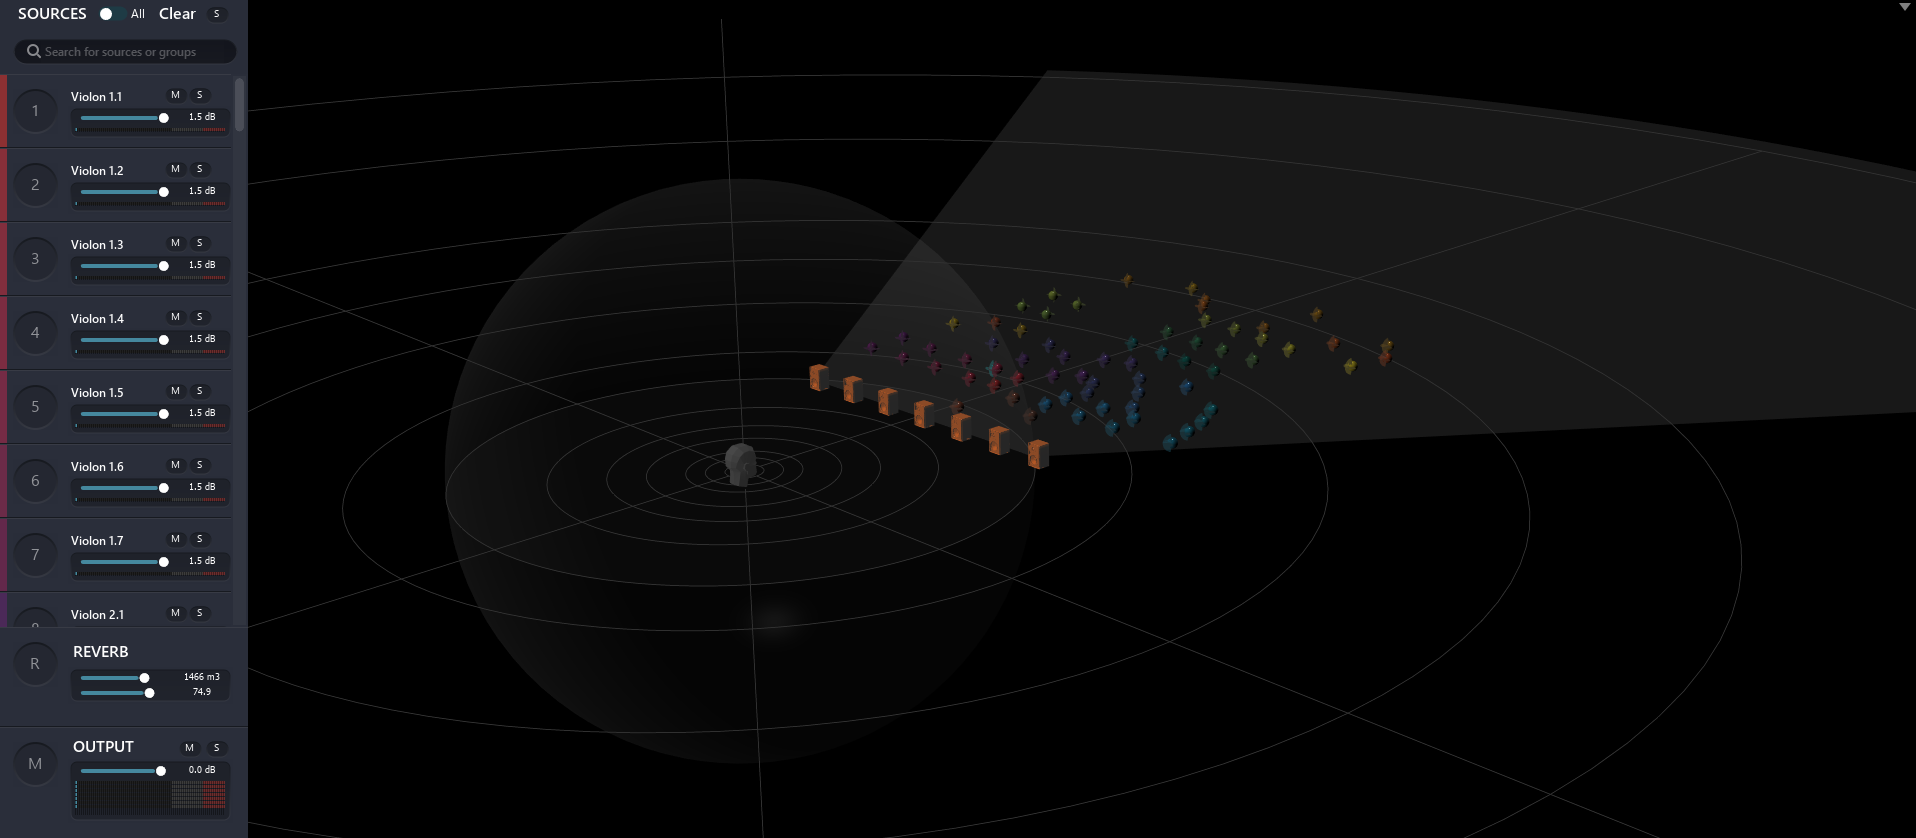 SOURCES All Clear S
Search for sources or groups
1 Violon 1.1 M S
1.5 dB
2 Violon 1.2 M S
1.5 dB
3 Violon 1.3 M S
1.5 dB
4 Violon 1.4 M S
1.5 dB
5 Violon 1.5 M S
1.5 dB
6 Violon 1.6 M S
1.5 dB
7 Violon 1.7 M S
1.5 dB
Violon 2.1 M S
R REVERB
1466 m3
74.9
M OUTPUT M S
0.0 dB